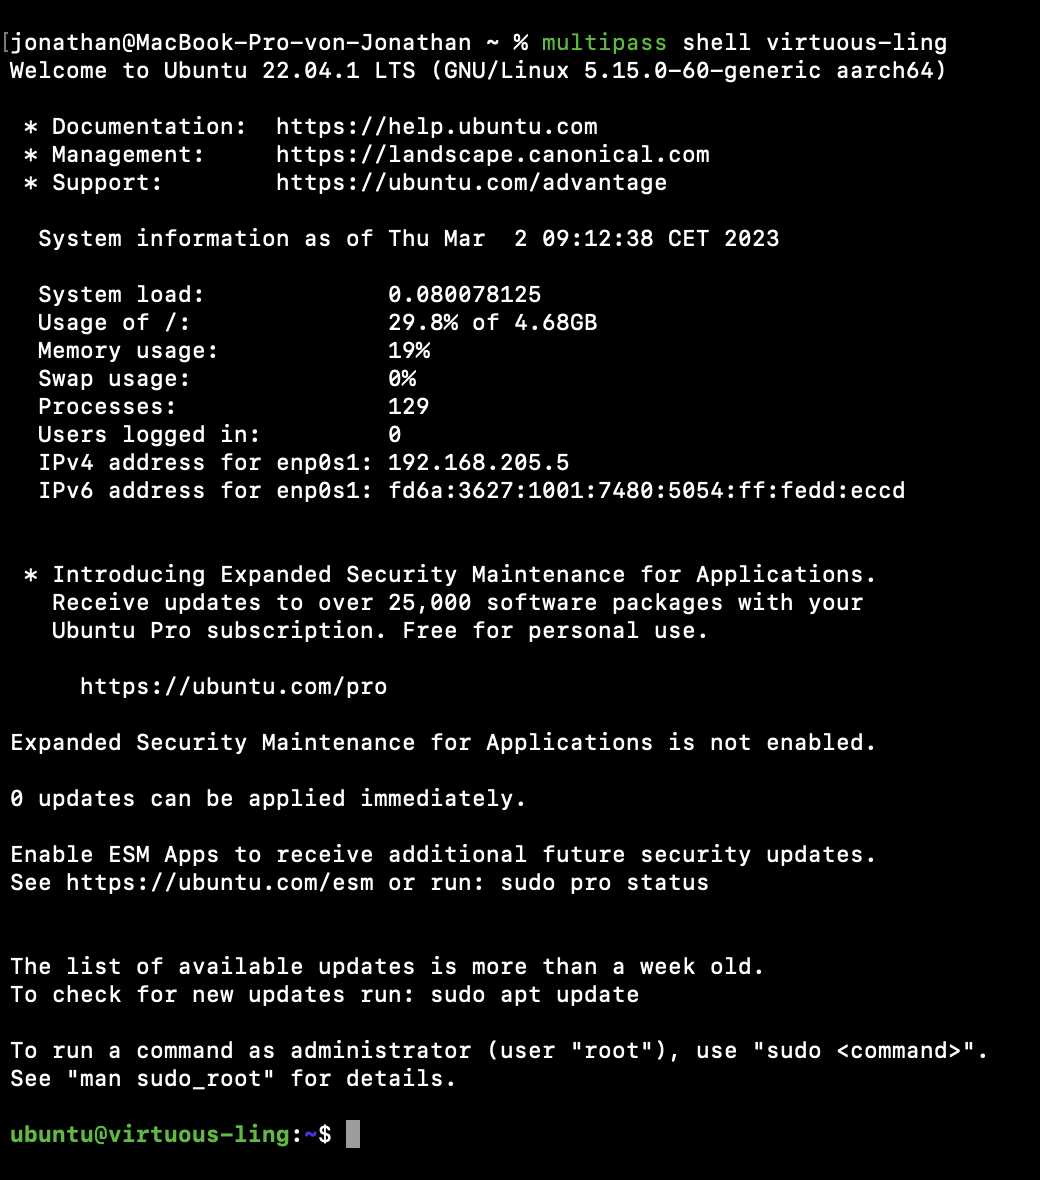 [jonathan@MacBook-Pro-von-Jonathan ~ % multipass shell virtuous-ling
Welcome to Ubuntu 22.04.1 LTS (GNU/Linux 5.15.0-60-generic aarch64)

 * Documentation:  https://help.ubuntu.com
 * Management:     https://landscape.canonical.com
 * Support:        https://ubuntu.com/advantage

  System information as of Thu Mar  2 09:12:38 CET 2023

  System load:             0.080078125
  Usage of /:              29.8% of 4.68GB
  Memory usage:            19%
  Swap usage:              0%
  Processes:               129
  Users logged in:         0
  IPv4 address for enp0s1: 192.168.205.5
  IPv6 address for enp0s1: fd6a:3627:1001:7480:5054:ff:fedd:eccd


 * Introducing Expanded Security Maintenance for Applications.
   Receive updates to over 25,000 software packages with your
   Ubuntu Pro subscription. Free for personal use.

     https://ubuntu.com/pro

Expanded Security Maintenance for Applications is not enabled.

0 updates can be applied immediately.

Enable ESM Apps to receive additional future security updates.
See https://ubuntu.com/esm or run: sudo pro status


The list of available updates is more than a week old.
To check for new updates run: sudo apt update

To run a command as administrator (user "root"), use "sudo <command>".
See "man sudo_root" for details.

ubuntu@virtuous-ling:~$